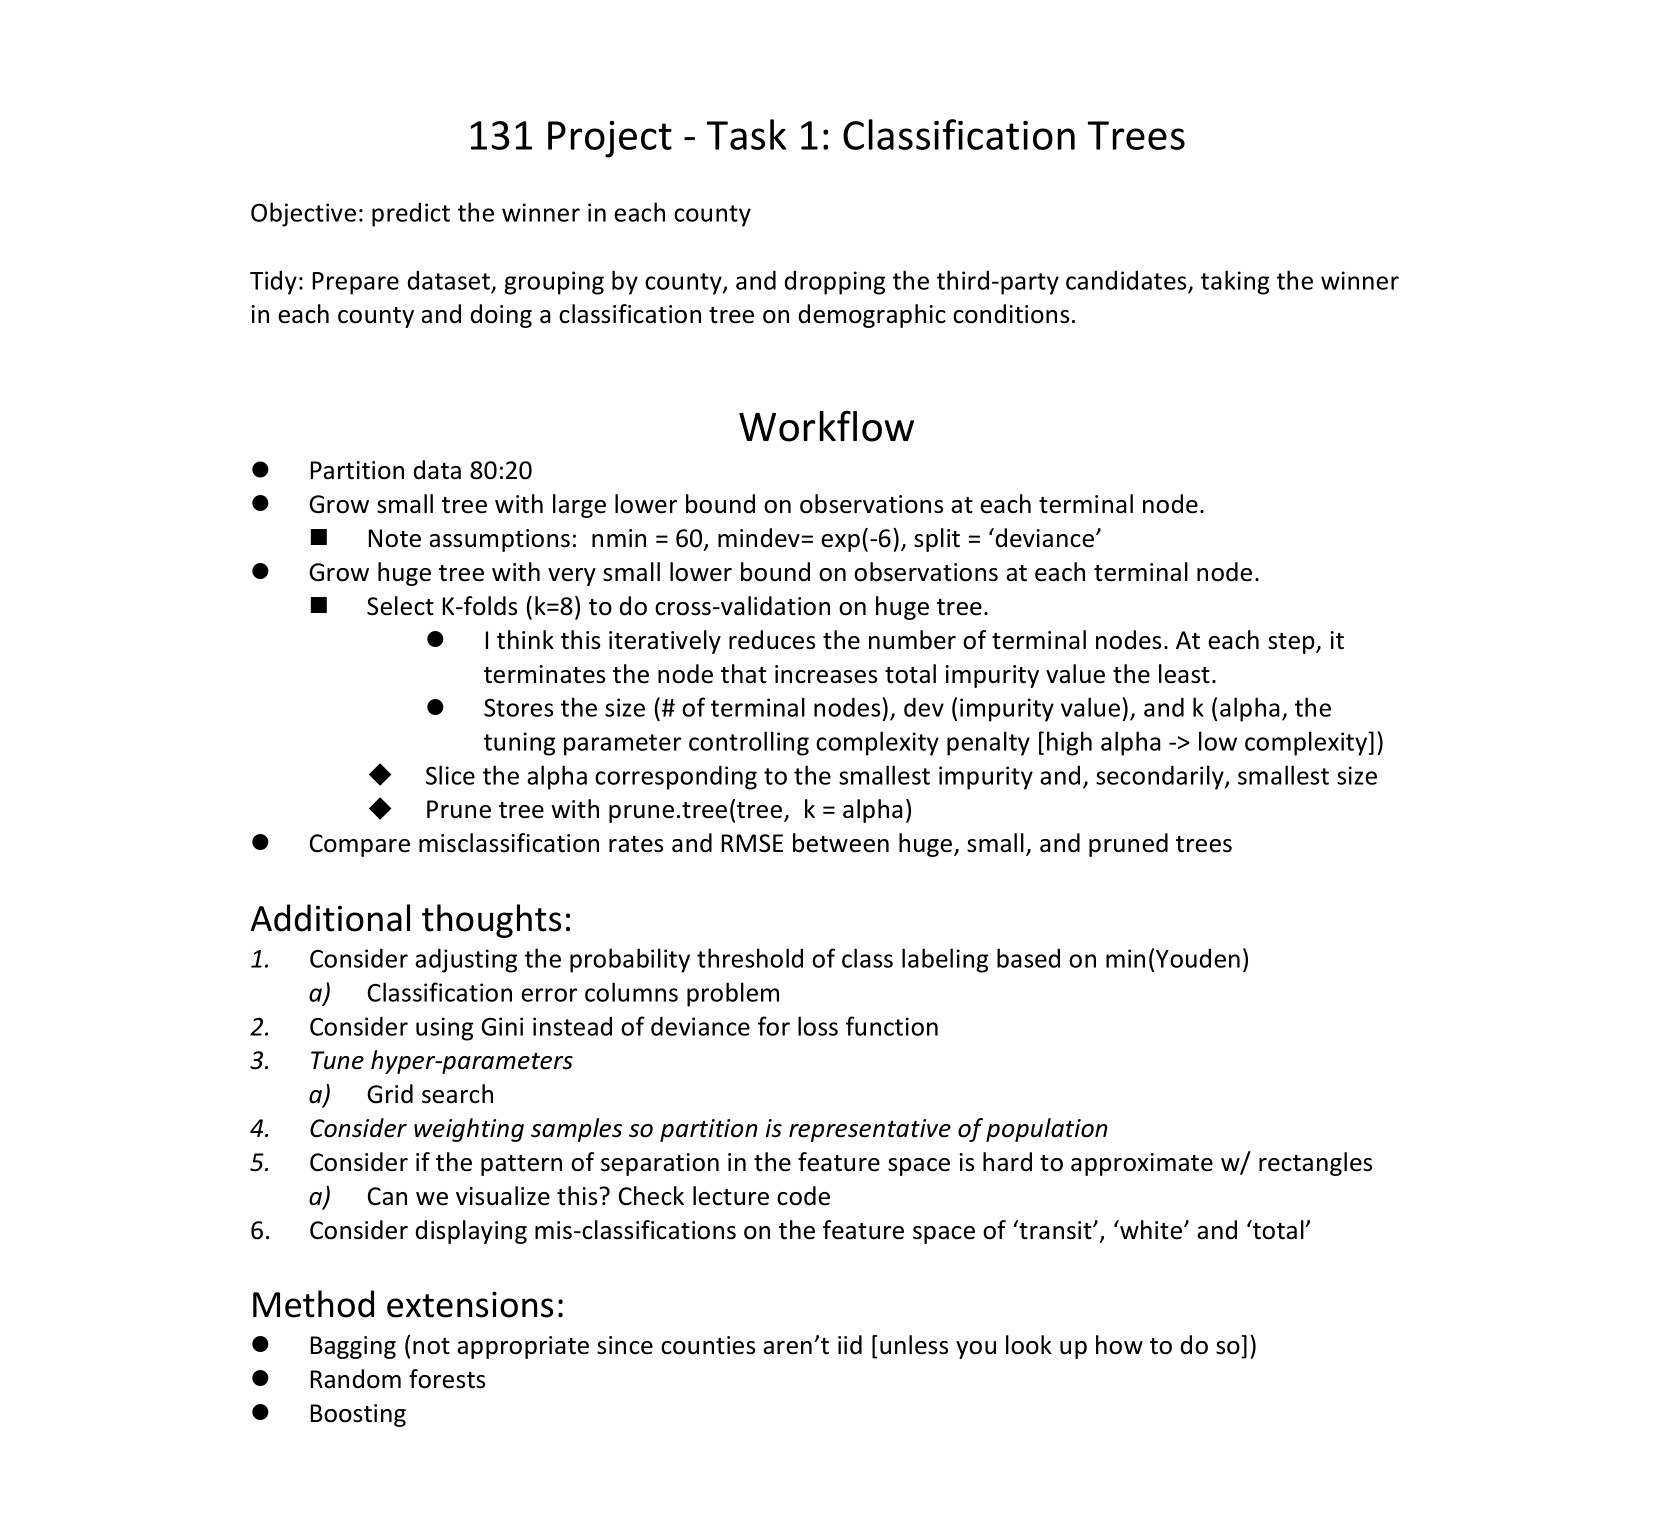 131 Project - Task 1: Classification Trees
Objective: predict the winner in each county
Tidy: Prepare dataset, grouping by county, and dropping the third-party candidates, taking the winner
in each county and doing a classification tree on demographic conditions.
Workflow
● Partition data 80:20
● Grow small tree with large lower bound on observations at each terminal node.
■ Note assumptions:  nmin = 60, mindev= exp(-6), split = ‘deviance’
● Grow huge tree with very small lower bound on observations at each terminal node.
■ Select K-folds (k=8) to do cross-validation on huge tree.
● I think this iteratively reduces the number of terminal nodes. At each step, it
terminates the node that increases total impurity value the least.
● Stores the size (# of terminal nodes), dev (impurity value), and k (alpha, the
tuning parameter controlling complexity penalty [high alpha -> low complexity])
◆ Slice the alpha corresponding to the smallest impurity and, secondarily, smallest size
◆ Prune tree with prune.tree(tree,  k = alpha)
● Compare misclassification rates and RMSE between huge, small, and pruned trees
Additional thoughts:
1. Consider adjusting the probability threshold of class labeling based on min(Youden)
a) Classification error columns problem
2. Consider using Gini instead of deviance for loss function
3. Tune hyper-parameters
a) Grid search
4. Consider weighting samples so partition is representative of population
5. Consider if the pattern of separation in the feature space is hard to approximate w/ rectangles
a) Can we visualize this? Check lecture code
6. Consider displaying mis-classifications on the feature space of ‘transit’, ‘white’ and ‘total’
Method extensions:
● Bagging (not appropriate since counties aren’t iid [unless you look up how to do so])
● Random forests
● Boosting